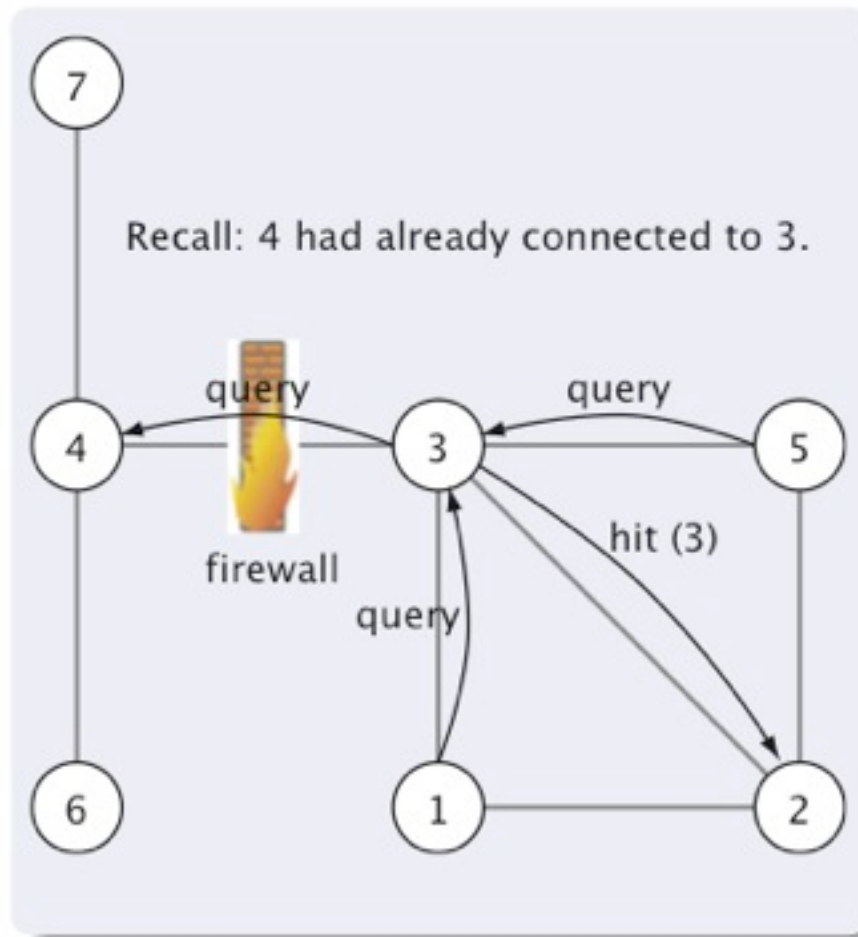 7
Recall: 4 had already connected to 3.
query
query
4
3
5
hit (3)
firewall
query
6
1
2